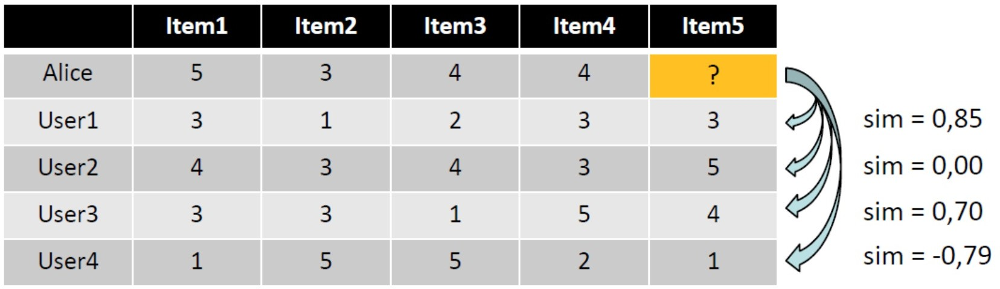 Item1 Item2 Item3 Item4 Item5
Alice 5 3 4 4 ?
User1 3 1 2 3 3 sim = 0,85
User2 4 3 4 3 5 sim = 0,00
User3 3 3 1 5 4 sim = 0,70
User4 1 5 5 2 1 sim = -0,79